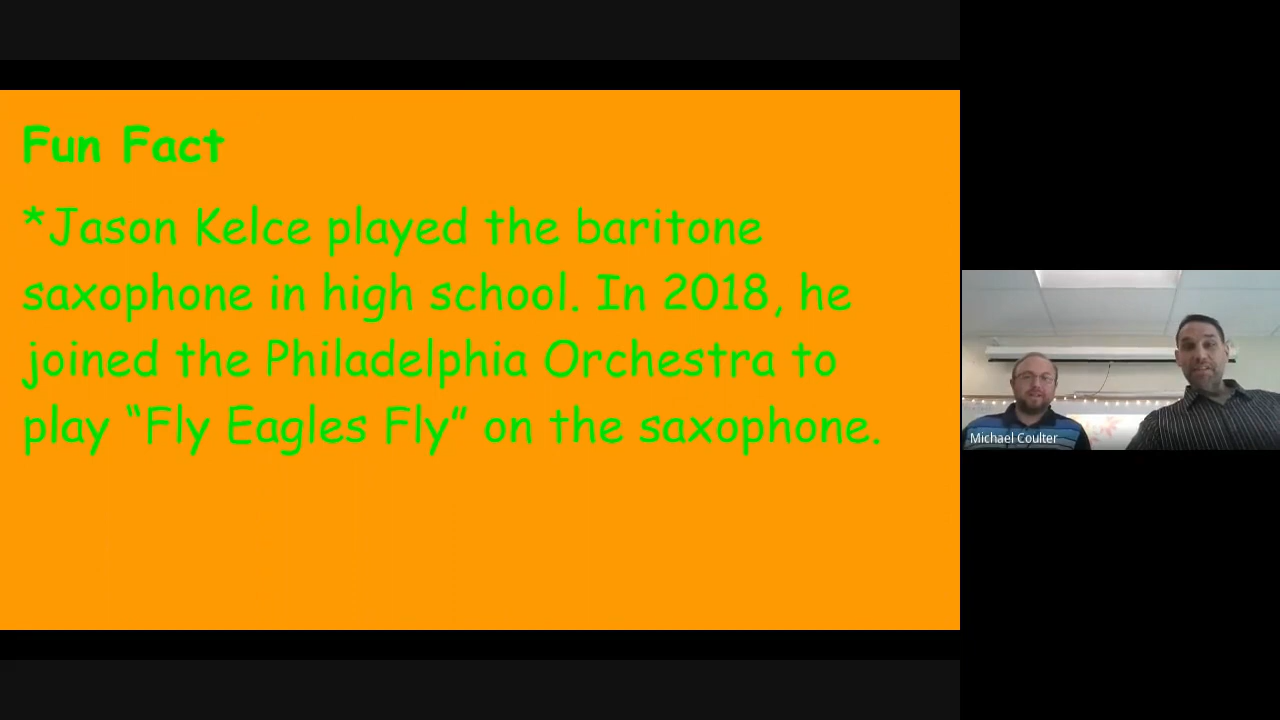 Fun Fact
*Jason Kelce played the baritone
saxophone in high school. In 2018, he
joined the Philadelphia Orchestra to
play “Fly Eagles Fly” on the saxophone.
Michael Coulter